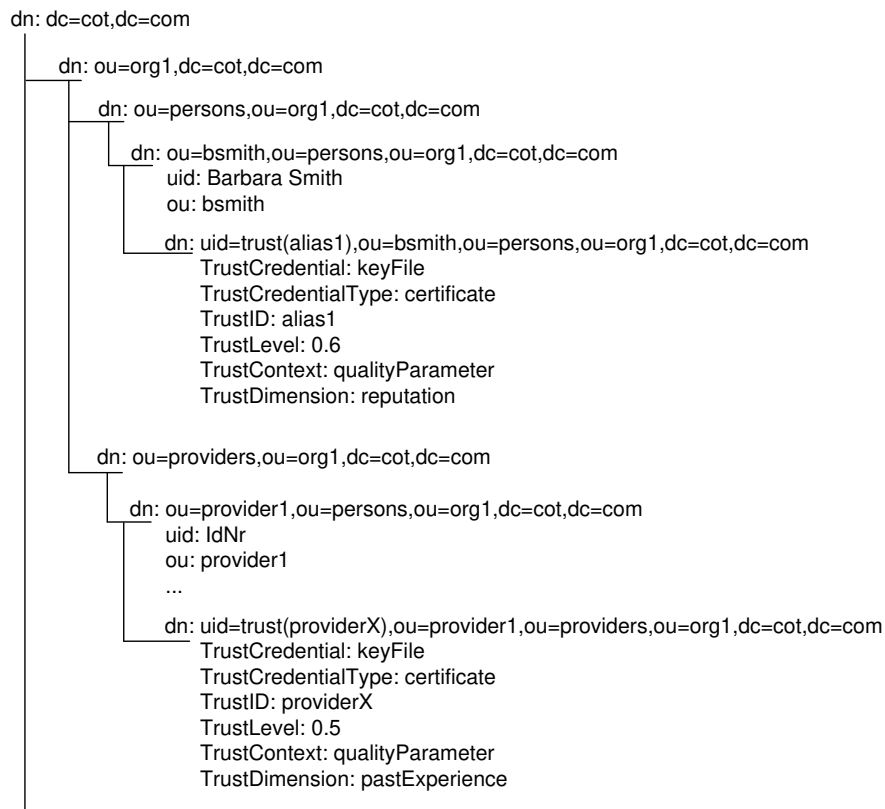 dn: dc=cot,dc=com
dn: ou=org1,dc=cot,dc=com
dn: ou=persons,ou=org1,dc=cot,dc=com
dn: ou=bsmith,ou=persons,ou=org1,dc=cot,dc=com
uid: Barbara Smith
ou: bsmith
dn: uid=trust(alias1),ou=bsmith,ou=persons,ou=org1,dc=cot,dc=com
TrustCredential: keyFile
TrustCredentialType: certificate
TrustID: alias1
TrustLevel: 0.6
TrustContext: qualityParameter
TrustDimension: reputation
dn: ou=providers,ou=org1,dc=cot,dc=com
dn: ou=provider1,ou=persons,ou=org1,dc=cot,dc=com
uid: IdNr
ou: provider1
...
dn: uid=trust(providerX),ou=provider1,ou=providers,ou=org1,dc=cot,dc=com
TrustCredential: keyFile
TrustCredentialType: certificate
TrustID: providerX
TrustLevel: 0.5
TrustContext: qualityParameter
TrustDimension: pastExperience